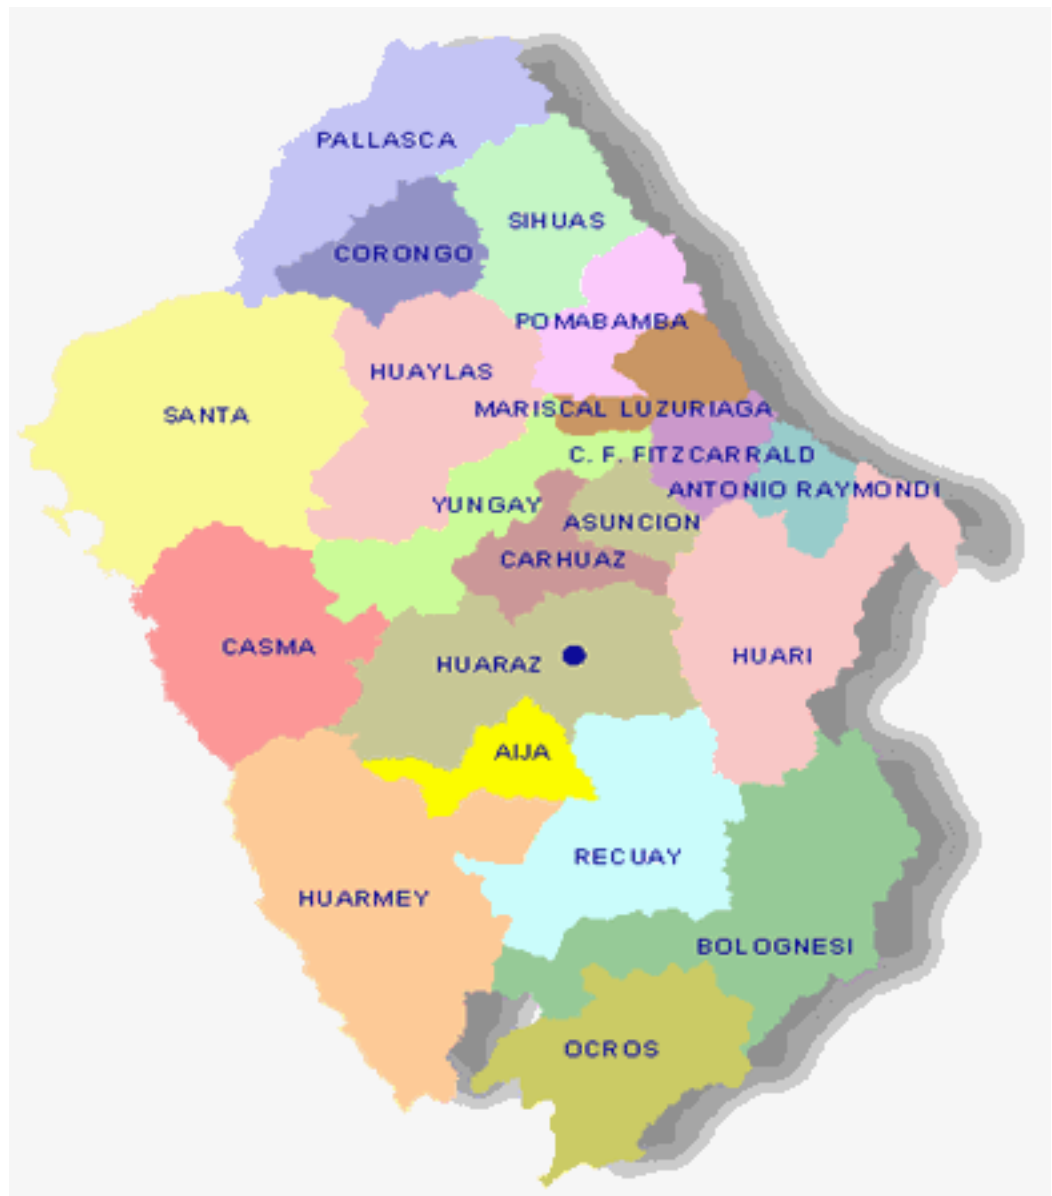 PALLASCA
SIHUAS
CORONGO
POMABAMBA
HUAYLAS
MARISCAL LUZURIAGA
SANTA
C. F. FITZCARRALD
ANTONIO RAYMONDI
YUNGAY
ASUNCION
CARHUAZ
CASMA
HUARAZ
HUARI
AIJA
RECUAY
HUARMEY
BOLOGNESI
OCROS